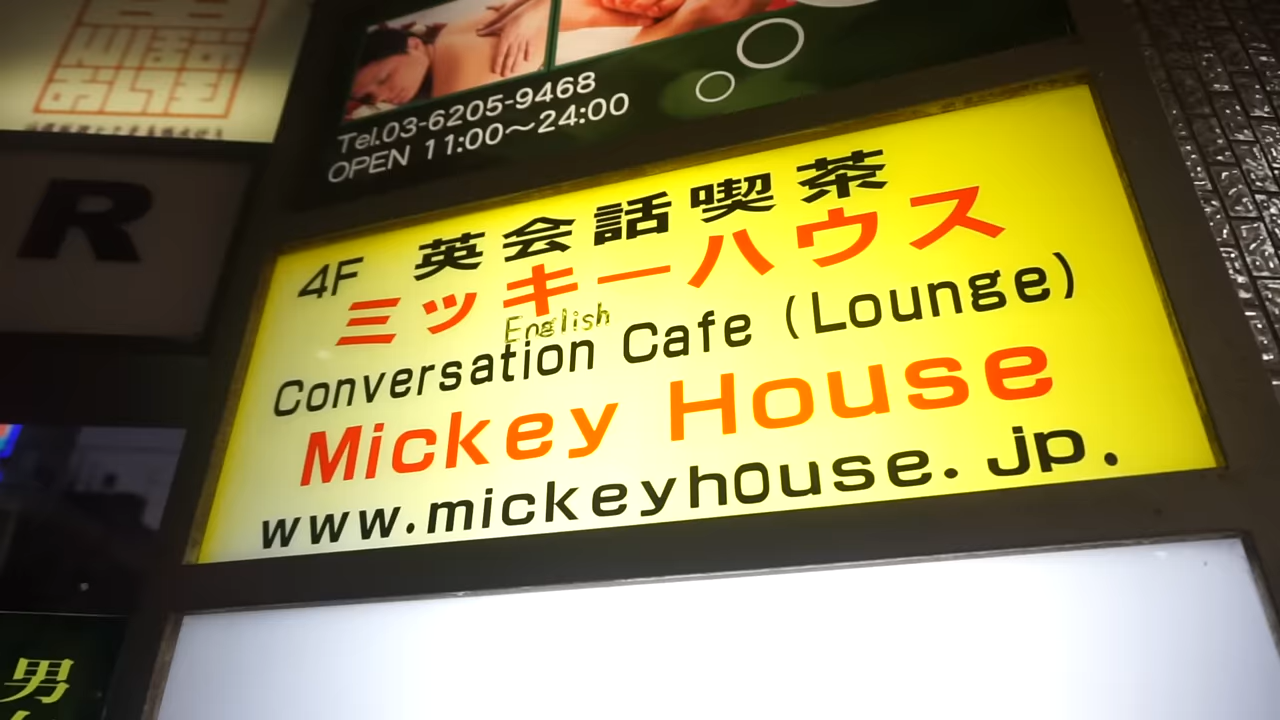 Tel.03-6205-9468
OPEN 11:00〜24:00
R
4F 英会話喫茶
ミッキーハウス
English
Conversation Cafe (Lounge)
Mickey House
www.mickeyhouse.jp.
男